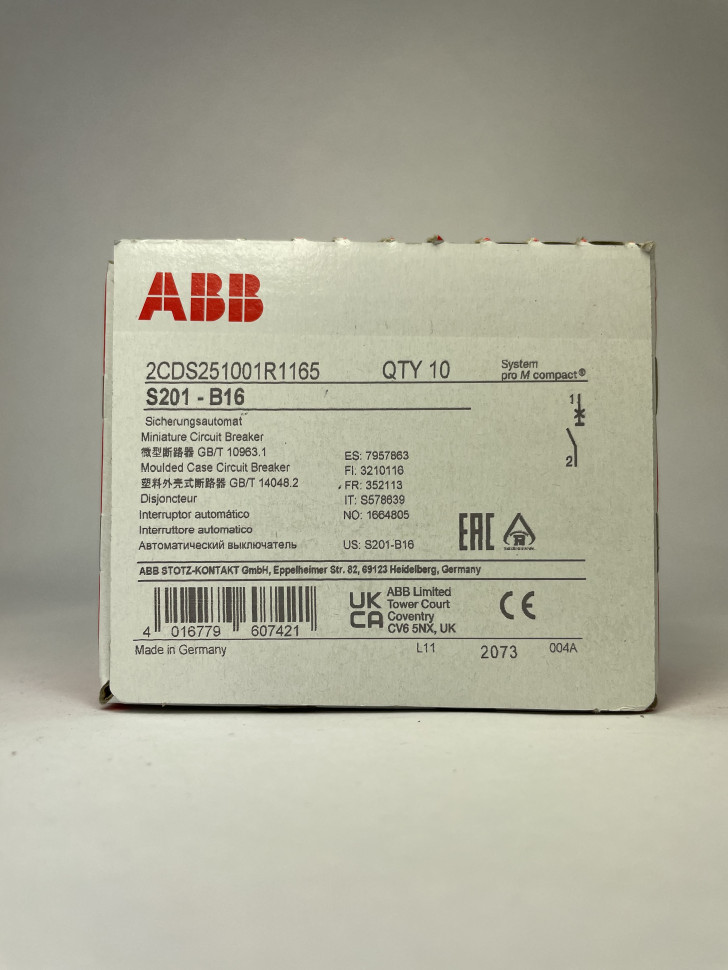 ABB
2CDS251001R1165 QTY 10 System
pro M compact®
S201 - B16
Sicherungsautomat
Miniature Circuit Breaker
微型断路器 GB/T 10963.1
Moulded Case Circuit Breaker
塑料外壳式断路器 GB/T 14048.2
Disjoncteur
Interruptor automático
Interruttore automatico
Автоматический выключатель
ES: 7957863
FI: 3210116
FR: 352113
IT: S578639
NO: 1664805
US: S201-B16
1
2
EAC
ABB STOTZ-KONTAKT GmbH, Eppelheimer Str. 82, 69123 Heidelberg, Germany
4 016779 607421
UK
CA
ABB Limited
Tower Court
Coventry
CV6 5NX, UK
CE
Made in Germany L11 2073 004A